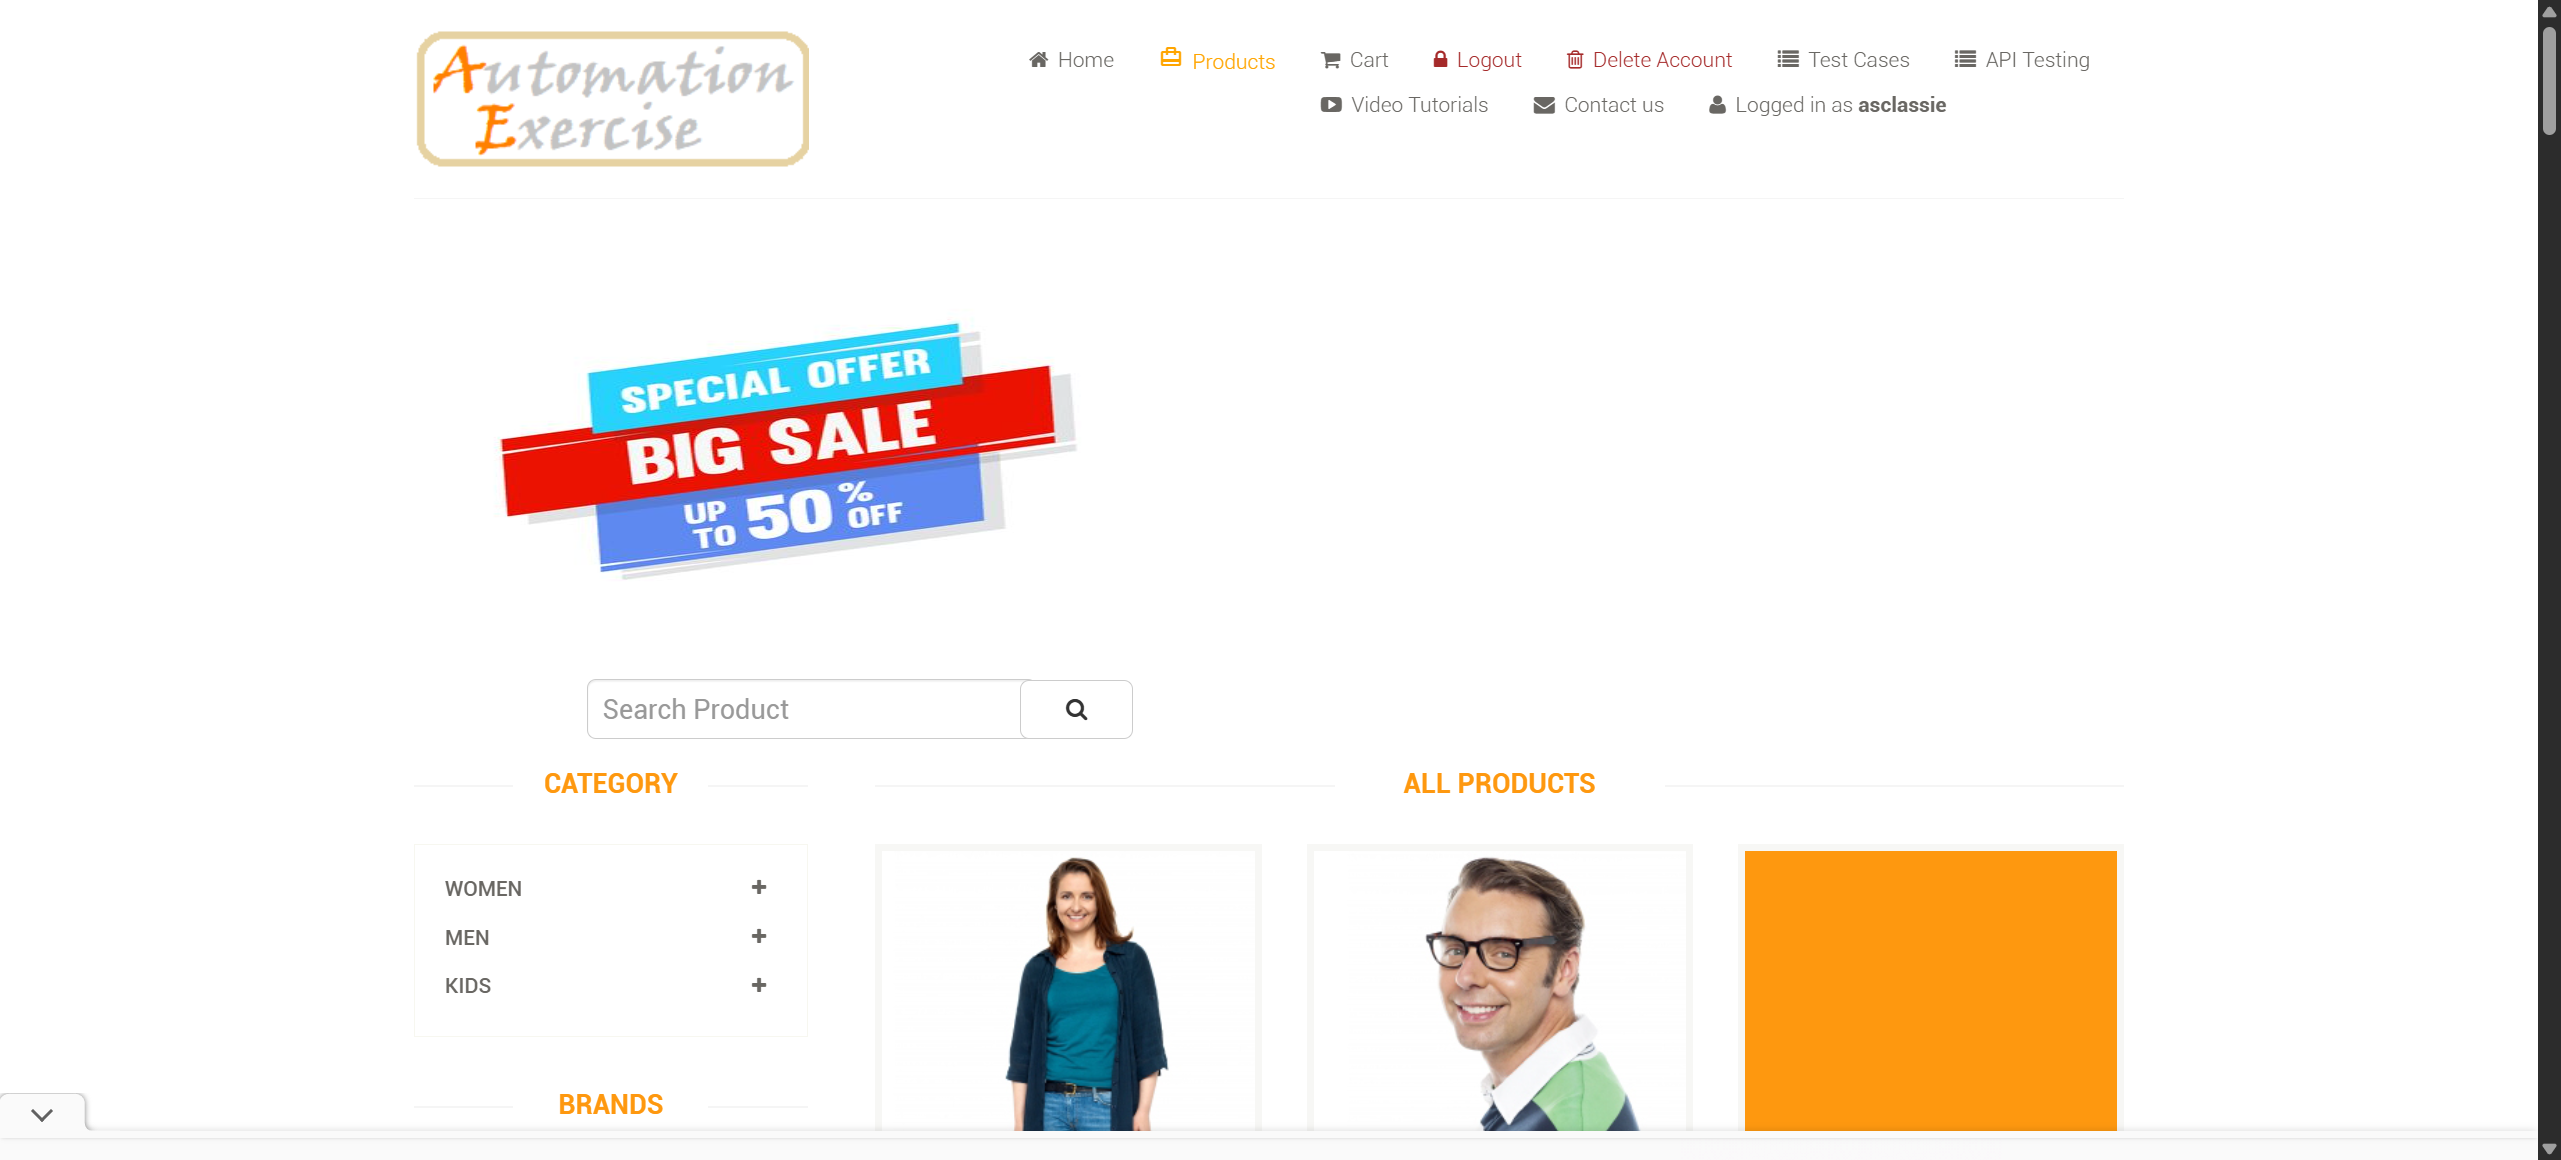 Automation
Exercise
Home
Products
Cart
Logout
Delete Account
Test Cases
API Testing
Video Tutorials
Contact us
Logged in as asclassie
SPECIAL OFFER
BIG SALE
UP TO 50% OFF
Search Product
CATEGORY
ALL PRODUCTS
WOMEN
MEN
KIDS
BRANDS